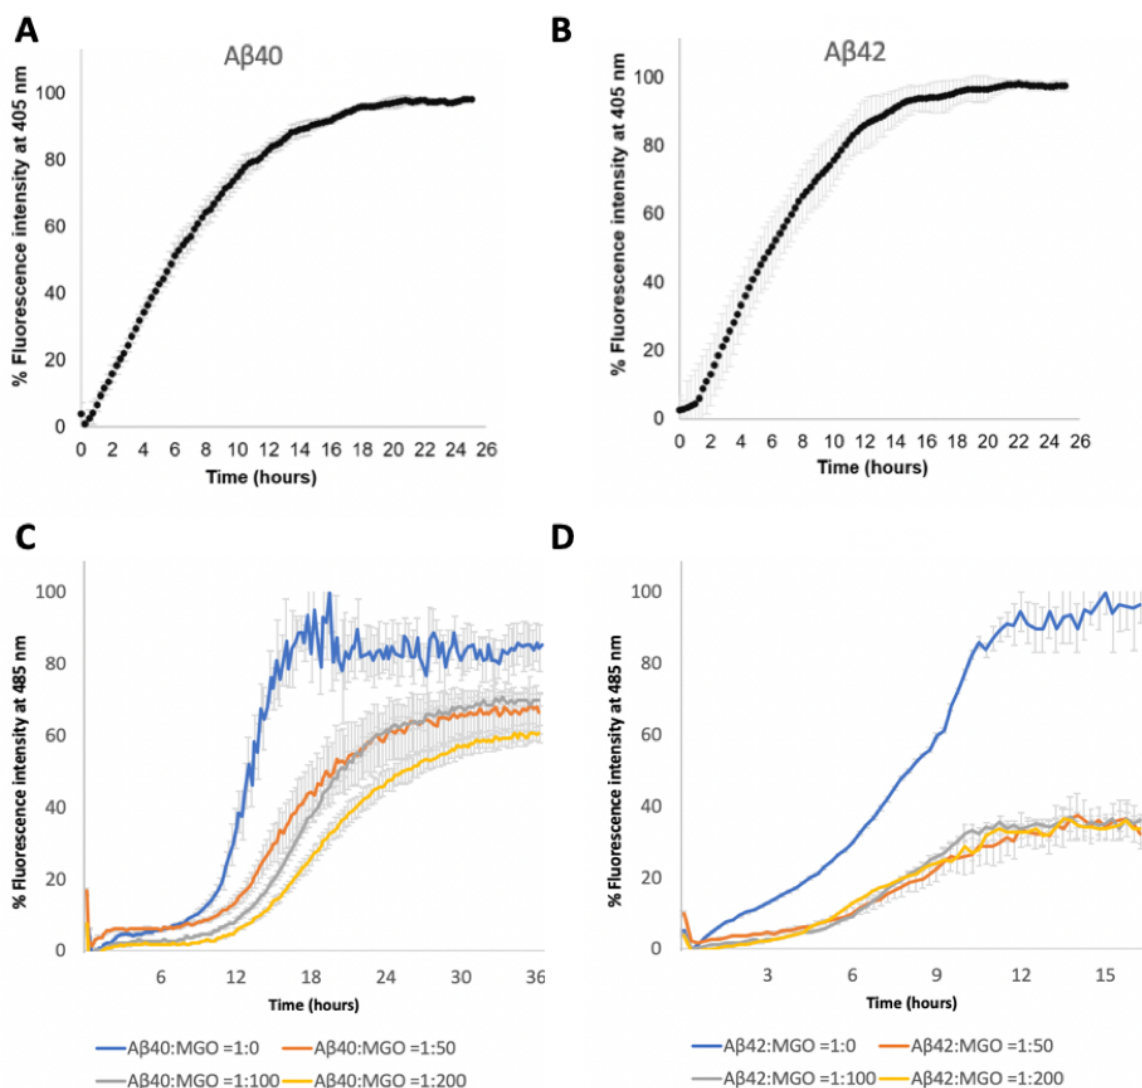 A
Aβ40
% Fluorescence intensity at 405 nm
100
80
60
40
20
0
0 2 4 6 8 10 12 14 16 18 20 22 24 26
Time (hours)
B
Aβ42
% Fluorescence intensity at 405 nm
100
80
60
40
20
0
0 2 4 6 8 10 12 14 16 18 20 22 24 26
Time (hours)
C
% Fluorescence intensity at 485 nm
100
80
60
40
20
0
6 12 18 24 30 36
Time (hours)
Aβ40:MGO =1:0 Aβ40:MGO =1:50
Aβ40:MGO =1:100 Aβ40:MGO =1:200
D
% Fluorescence intensity at 485 nm
100
80
60
40
20
0
3 6 9 12 15
Time (hours)
Aβ42:MGO =1:0 Aβ42:MGO =1:50
Aβ42:MGO =1:100 Aβ42:MGO =1:200